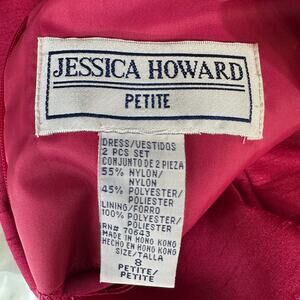 JESSICA HOWARD
PETITE
DRESS/VESTIDOS
2 PCS SET
CONJUNTO DE 2 PIEZA
55% NYLON/
NYLON
45% POLYESTER/
POLIESTER
LINING/FORRO
100% POLYESTER/
POLIESTER
RN# 70643
MADE IN HONG KONG
HECHO EN HONG KONG
SIZE/TALLA
8
PETITE/
PETITE